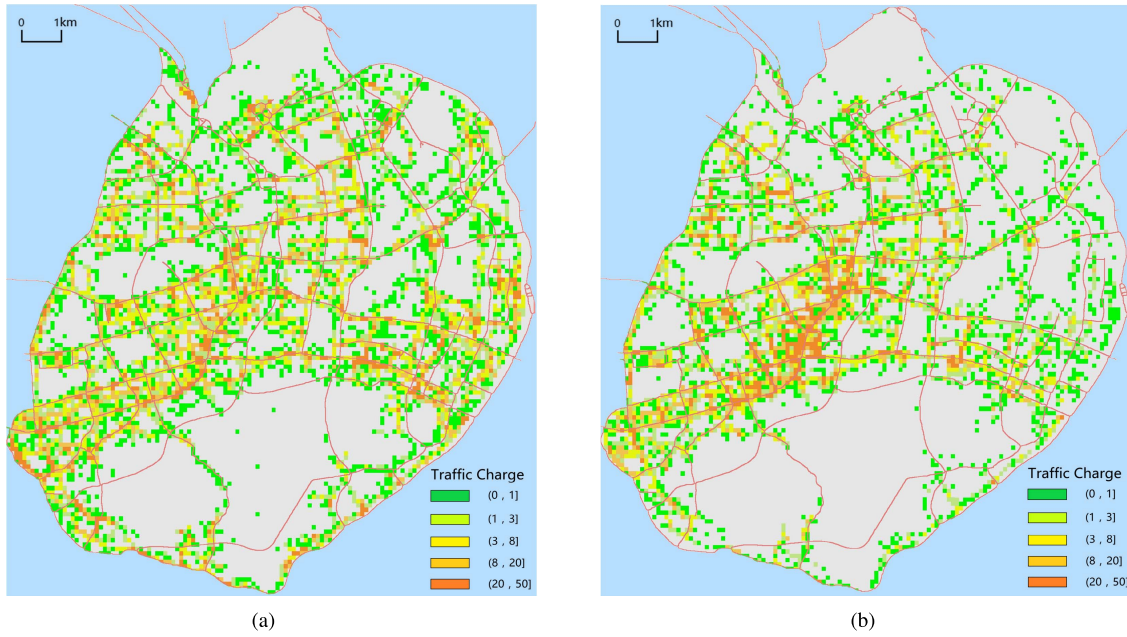 0 1km
Traffic Charge
(0 , 1]
(1 , 3]
(3 , 8]
(8 , 20]
(20 , 50]
(a)
0 1km
Traffic Charge
(0 , 1]
(1 , 3]
(3 , 8]
(8 , 20]
(20 , 50]
(b)